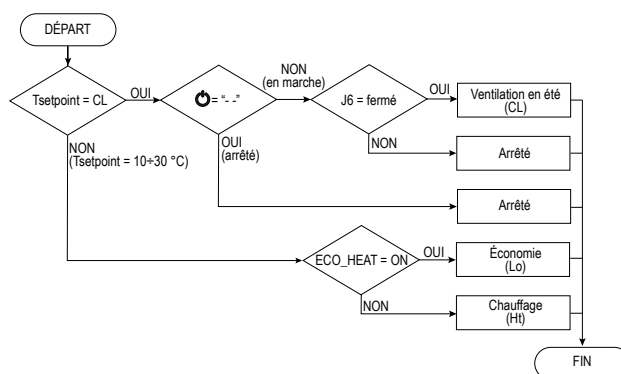 DÉPART
Tsetpoint = CL
OUI
= "- -"
NON
(en marche)
J6 = fermé
OUI
Ventilation en été
(CL)
NON
(Tsetpoint = 10÷30 °C)
OUI
(arrêté)
NON
Arrêté
Arrêté
ECO_HEAT = ON
OUI
Économie
(Lo)
NON
Chauffage
(Ht)
FIN